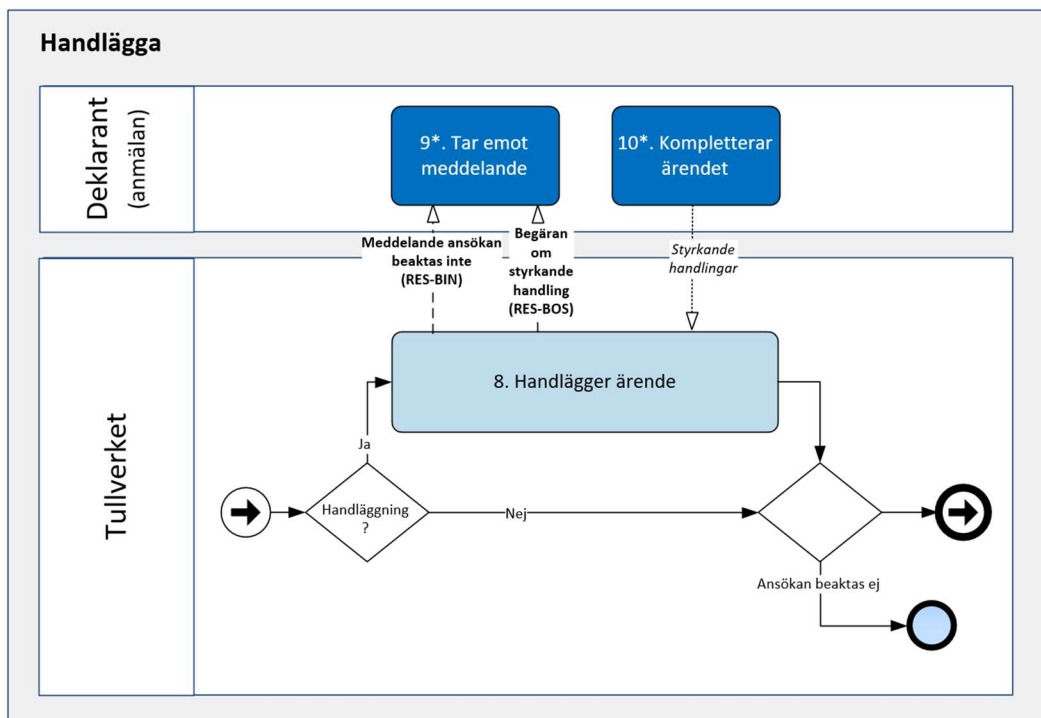 Handlägga
Deklarant
(anmälan)
9*. Tar emot
meddelande
10*. Kompletterar
ärendet
Meddelande ansökan
beaktas inte
(RES-BIN)
Begäran
om
styrkande
handling
(RES-BOS)
Styrkande
handlingar
Tullverket
8. Handlägger ärende
Ja
Handläggning
?
Nej
Ansökan beaktas ej